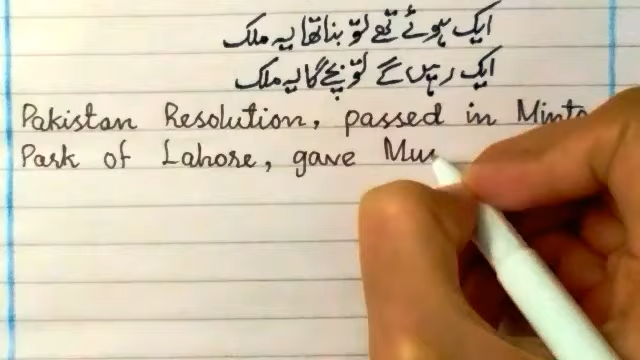 ایک ہوئے تھے تو بنا تھا یہ ملک
ایک رہیں گے تو بچے گا یہ ملک
Pakistan Resolution, passed in Minto
Park of Lahore, gave Mus